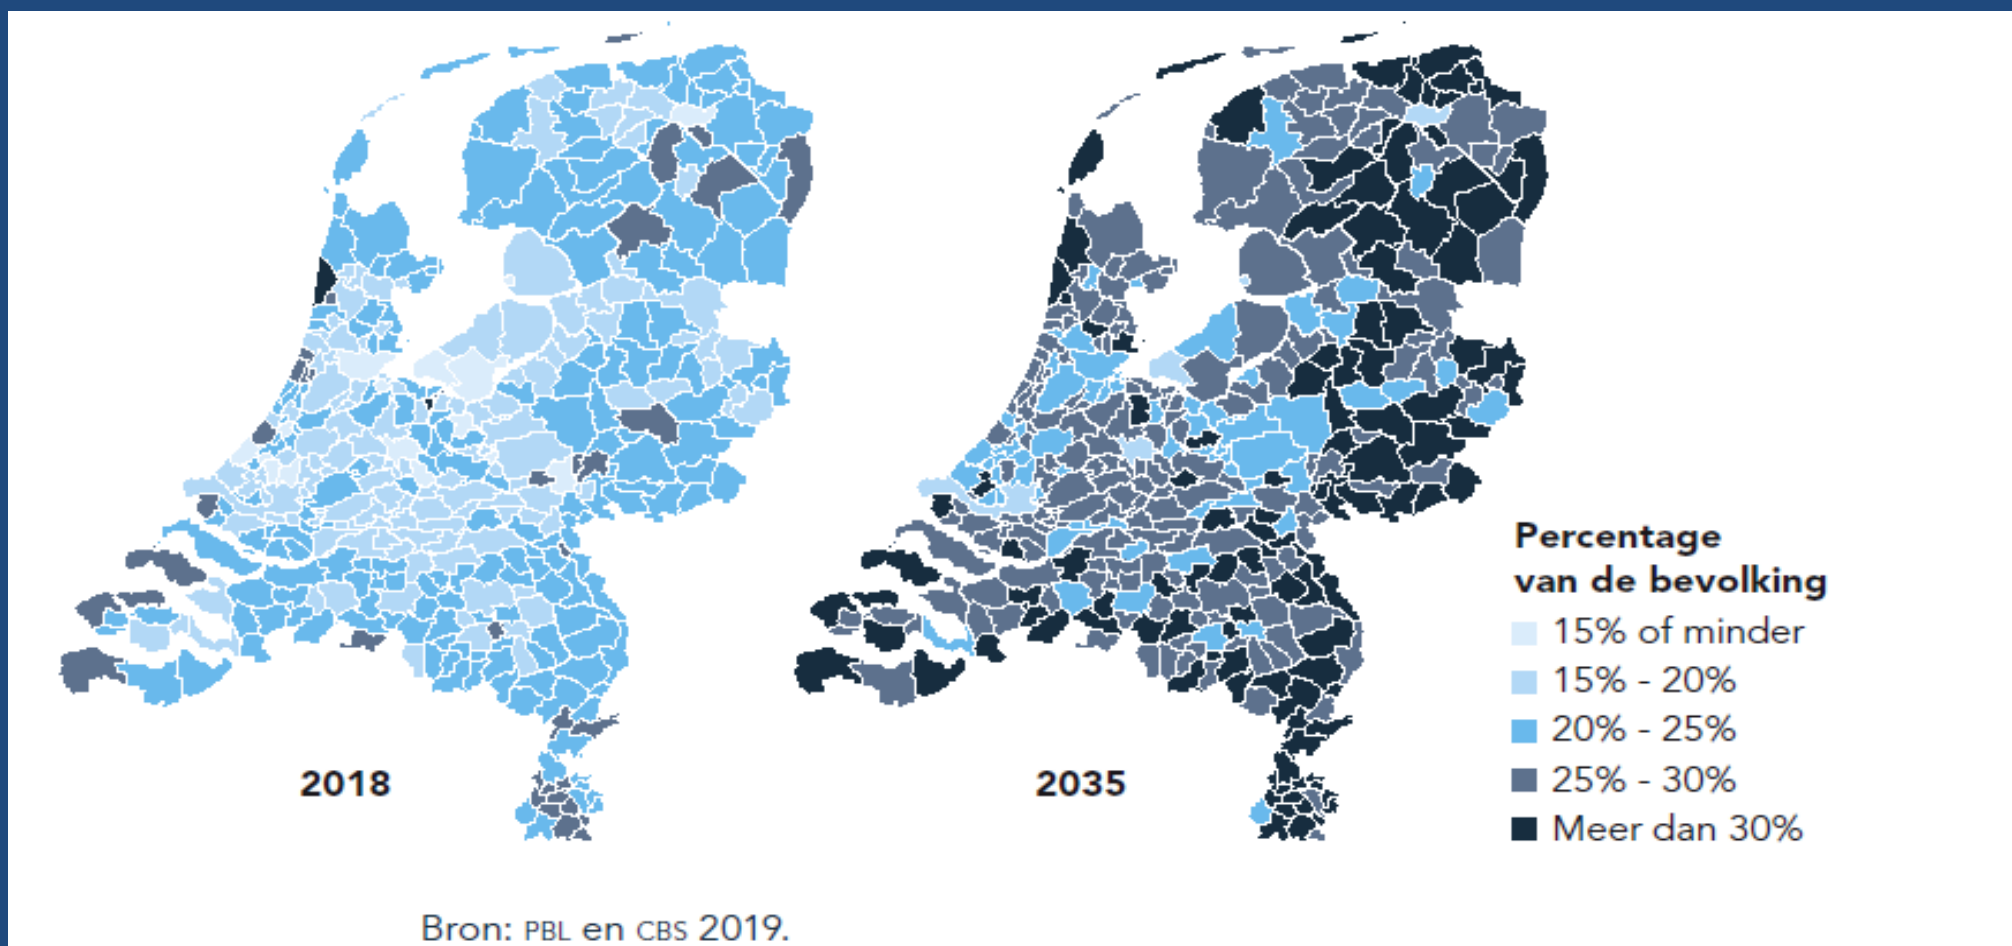 2018
2035
Percentage
van de bevolking
15% of minder
15% - 20%
20% - 25%
25% - 30%
Meer dan 30%
Bron: PBL en CBS 2019.